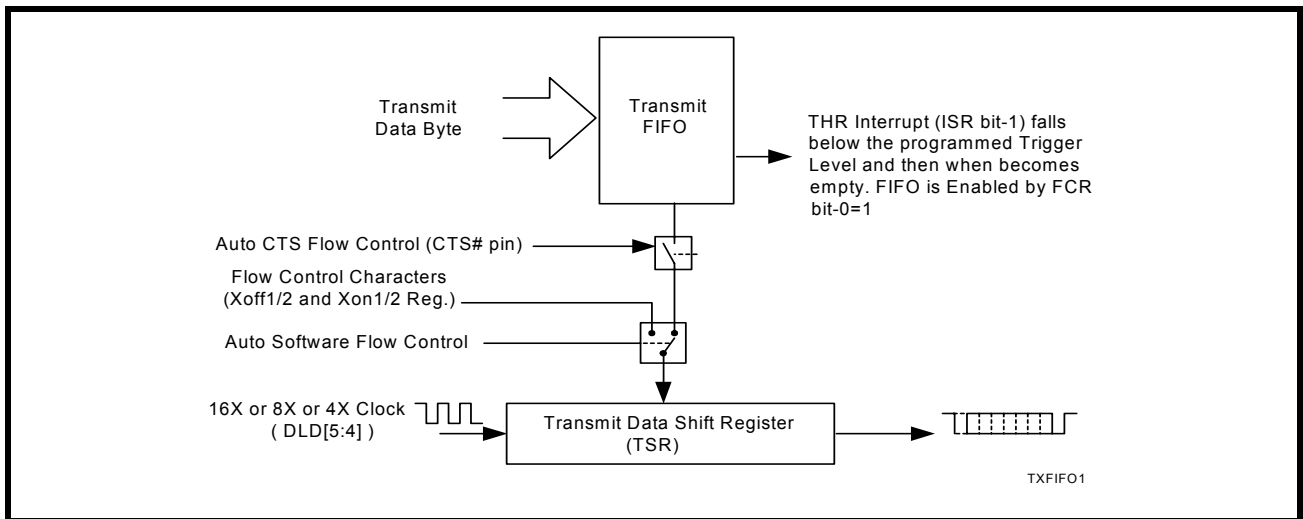 Transmit
Data Byte
Transmit
FIFO
THR Interrupt (ISR bit-1) falls
below the programmed Trigger
Level and then when becomes
empty. FIFO is Enabled by FCR
bit-0=1
Auto CTS Flow Control (CTS# pin)
Flow Control Characters
(Xoff1/2 and Xon1/2 Reg.)
Auto Software Flow Control
16X or 8X or 4X Clock
( DLD[5:4] )
Transmit Data Shift Register
(TSR)
TXFIFO1